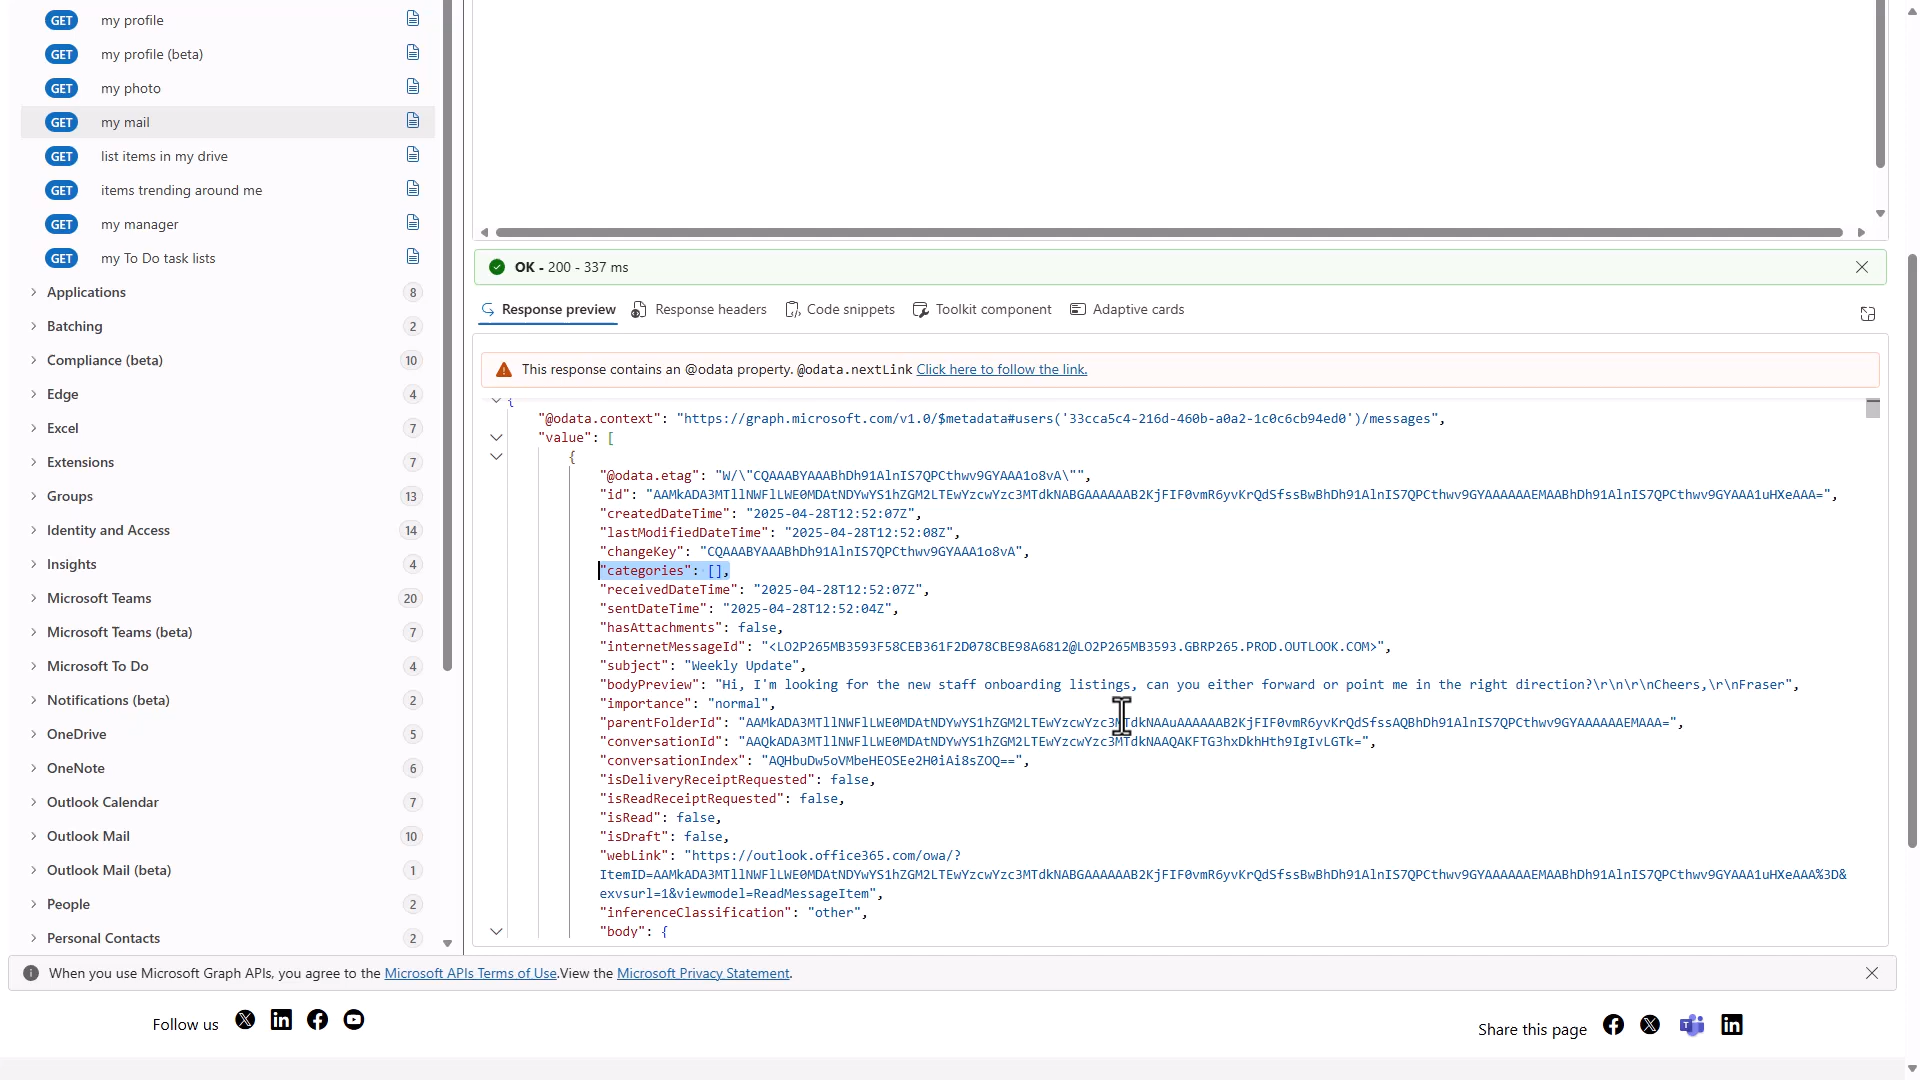 GET my profile
GET my profile (beta)
GET my photo
GET my mail
GET list items in my drive
GET items trending around me
GET my manager
GET my To Do task lists
Applications 8
Batching 2
Compliance (beta) 10
Edge 4
Excel 7
Extensions 7
Groups 13
Identity and Access 14
Insights 4
Microsoft Teams 20
Microsoft Teams (beta) 7
Microsoft To Do 4
Notifications (beta) 2
OneDrive 5
OneNote 6
Outlook Calendar 7
Outlook Mail 10
Outlook Mail (beta) 1
People 2
Personal Contacts 2
OK - 200 - 337 ms
Response preview Response headers Code snippets Toolkit component Adaptive cards
This response contains an @odata property. @odata.nextLink Click here to follow the link.
{
"@odata.context": "https://graph.microsoft.com/v1.0/$metadata#users('33cca5c4-216d-460b-a0a2-1c0c6cb94ed0')/messages",
"value": [
{
"@odata.etag": "W/\"CQAAABYAAABhDh91AlnIS7QPCthwv9GYAAA1o8vA\"",
"id": "AAMkADA3MTllNWFlLWE0MDAtNDYwYS1hZGM2LTEwYzcwYzc3MTdkNABGAAAAAAB2KjFIF0vmR6yvKrQdSfssBwBhDh91AlnIS7QPCthwv9GYAAAAAAEMAABhDh91AlnIS7QPCthwv9GYAAA1uHXeAAA=",
"createdDateTime": "2025-04-28T12:52:07Z",
"lastModifiedDateTime": "2025-04-28T12:52:08Z",
"changeKey": "CQAAABYAAABhDh91AlnIS7QPCthwv9GYAAA1o8vA",
"categories": [],
"receivedDateTime": "2025-04-28T12:52:07Z",
"sentDateTime": "2025-04-28T12:52:04Z",
"hasAttachments": false,
"internetMessageId": "<LO2P265MB3593F58CEB361F2D078CBE98A6812@LO2P265MB3593.GBRP265.PROD.OUTLOOK.COM>",
"subject": "Weekly Update",
"bodyPreview": "Hi, I'm looking for the new staff onboarding listings, can you either forward or point me in the right direction?\r\n\r\nCheers,\r\nFraser",
"importance": "normal",
"parentFolderId": "AAMkADA3MTllNWFlLWE0MDAtNDYwYS1hZGM2LTEwYzcwYzc3MTdkNAAuAAAAAAB2KjFIF0vmR6yvKrQdSfssAQBhDh91AlnIS7QPCthwv9GYAAAAAAEMAAA=",
"conversationId": "AAQkADA3MTllNWFlLWE0MDAtNDYwYS1hZGM2LTEwYzcwYzc3MTdkNAAQAKFTG3hxDkhHth9IgIvLGTk=",
"conversationIndex": "AQHbuDw5oVMbeHEOSEe2H0iAi8sZOQ==",
"isDeliveryReceiptRequested": false,
"isReadReceiptRequested": false,
"isRead": false,
"isDraft": false,
"webLink": "https://outlook.office365.com/owa/?
ItemID=AAMkADA3MTllNWFlLWE0MDAtNDYwYS1hZGM2LTEwYzcwYzc3MTdkNABGAAAAAAB2KjFIF0vmR6yvKrQdSfssBwBhDh91AlnIS7QPCthwv9GYAAAAAAEMAABhDh91AlnIS7QPCthwv9GYAAA1uHXeAAA%3D&
exvsurl=1&viewmodel=ReadMessageItem",
"inferenceClassification": "other",
"body": {
When you use Microsoft Graph APIs, you agree to the Microsoft APIs Terms of Use.View the Microsoft Privacy Statement.
Follow us
Share this page